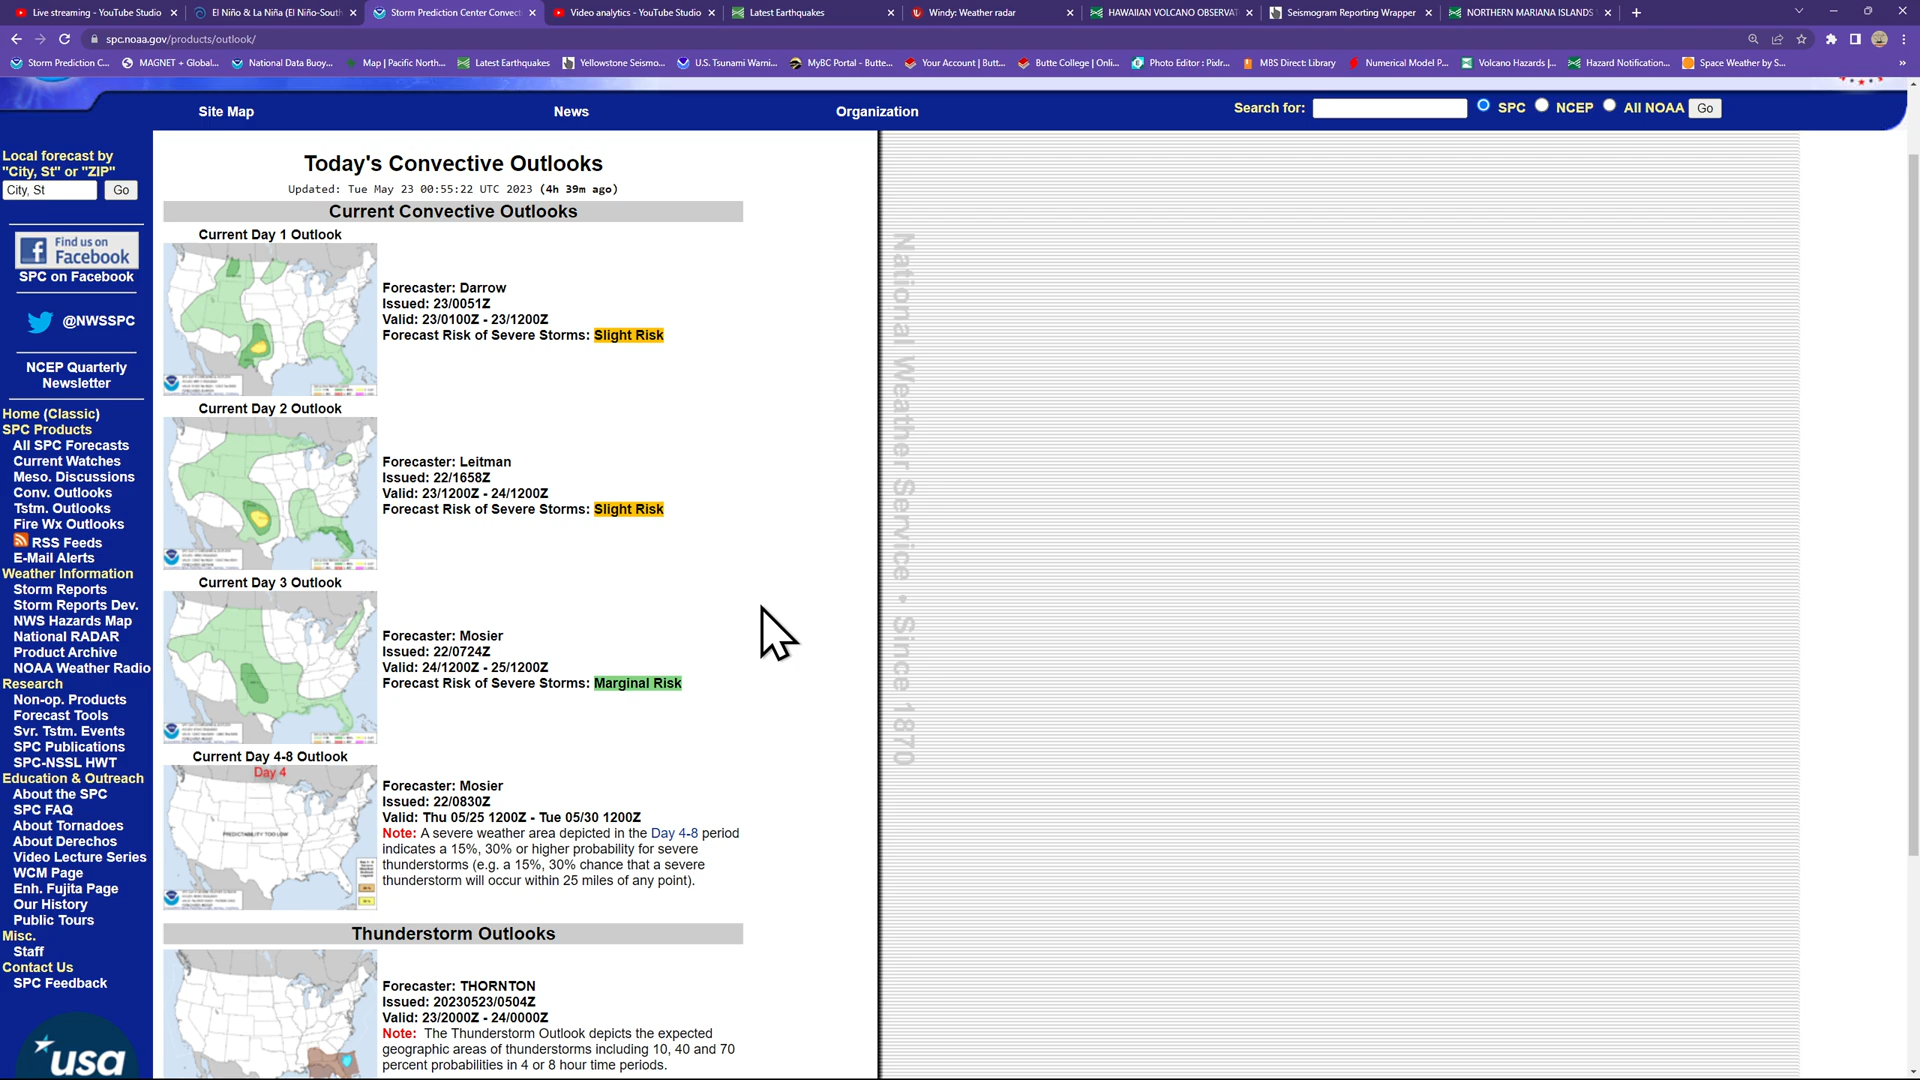 Live streaming - YouTube Studio
El Niño & La Niña (El Niño-South
Storm Prediction Center Convect
Video analytics - YouTube Studio
Latest Earthquakes
Windy: Weather radar
HAWAIIAN VOLCANO OBSERVAT
Seismogram Reporting Wrapper
NORTHERN MARIANA ISLANDS
spc.noaa.gov/products/outlook/
Storm Prediction C...
MAGNET + Global...
National Data Buoy...
Map | Pacific North...
Latest Earthquakes
Yellowstone Seismo...
U.S. Tsunami Warni...
MyBC Portal - Butte...
Your Account | Butt...
Butte College | Onli...
Photo Editor : Pixlr...
MBS Direct Library
Numerical Model P...
Volcano Hazards |...
Hazard Notification...
Space Weather by S...
Site Map
News
Organization
Search for:
SPC
NCEP
All NOAA
Go
Local forecast by
"City, St" or "ZIP"
City, St
Go
Find us on
Facebook
SPC on Facebook
@NWSSPC
NCEP Quarterly
Newsletter
Home (Classic)
SPC Products
All SPC Forecasts
Current Watches
Meso. Discussions
Conv. Outlooks
Tstm. Outlooks
Fire Wx Outlooks
RSS Feeds
E-Mail Alerts
Weather Information
Storm Reports
Storm Reports Dev.
NWS Hazards Map
National RADAR
Product Archive
NOAA Weather Radio
Research
Non-op. Products
Forecast Tools
Svr. Tstm. Events
SPC Publications
SPC-NSSL HWT
Education & Outreach
About the SPC
SPC FAQ
About Tornadoes
About Derechos
Video Lecture Series
WCM Page
Enh. Fujita Page
Our History
Public Tours
Misc.
Staff
Contact Us
SPC Feedback
usa
Today's Convective Outlooks
Updated: Tue May 23 00:55:22 UTC 2023 (4h 39m ago)
Current Convective Outlooks
Current Day 1 Outlook
Forecaster: Darrow
Issued: 23/0051Z
Valid: 23/0100Z - 23/1200Z
Forecast Risk of Severe Storms: Slight Risk
Current Day 2 Outlook
Forecaster: Leitman
Issued: 22/1658Z
Valid: 23/1200Z - 24/1200Z
Forecast Risk of Severe Storms: Slight Risk
Current Day 3 Outlook
Forecaster: Mosier
Issued: 22/0724Z
Valid: 24/1200Z - 25/1200Z
Forecast Risk of Severe Storms: Marginal Risk
Current Day 4-8 Outlook
Day 4
PREDICTABILITY TOO LOW
Forecaster: Mosier
Issued: 22/0830Z
Valid: Thu 05/25 1200Z - Tue 05/30 1200Z
Note: A severe weather area depicted in the Day 4-8 period
indicates a 15%, 30% or higher probability for severe
thunderstorms (e.g. a 15%, 30% chance that a severe
thunderstorm will occur within 25 miles of any point).
Thunderstorm Outlooks
Forecaster: THORNTON
Issued: 20230523/0504Z
Valid: 23/2000Z - 24/0000Z
Note: The Thunderstorm Outlook depicts the expected
geographic areas of thunderstorms including 10, 40 and 70
percent probabilities in 4 or 8 hour time periods.
National Weather Service • Since 1870